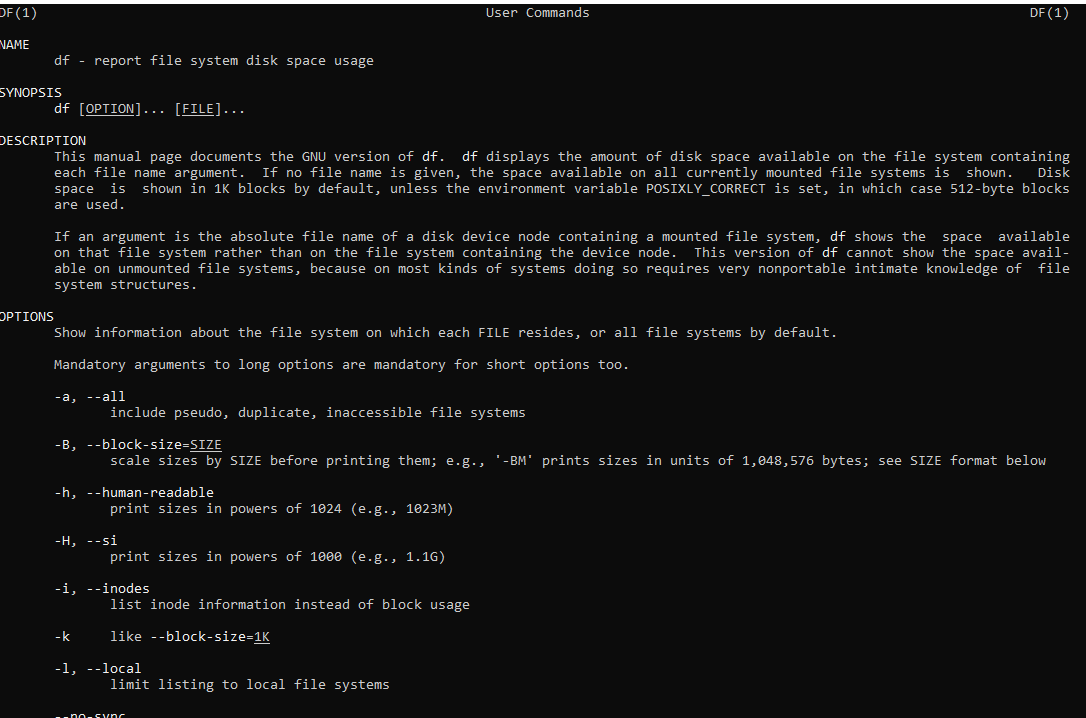 DF(1) User Commands DF(1)
NAME
df - report file system disk space usage
SYNOPSIS
df [OPTION]... [FILE]...
DESCRIPTION
This manual page documents the GNU version of df.  df displays the amount of disk space available on the file system containing
each file name argument.  If no file name is given, the space available on all currently mounted file systems is  shown.   Disk
space  is  shown in 1K blocks by default, unless the environment variable POSIXLY_CORRECT is set, in which case 512-byte blocks
are used.
If an argument is the absolute file name of a disk device node containing a mounted file system, df shows the  space  available
on that file system rather than on the file system containing the device node.  This version of df cannot show the space avail-
able on unmounted file systems, because on most kinds of systems doing so requires very nonportable intimate knowledge of  file
system structures.
OPTIONS
Show information about the file system on which each FILE resides, or all file systems by default.
Mandatory arguments to long options are mandatory for short options too.
-a, --all
include pseudo, duplicate, inaccessible file systems
-B, --block-size=SIZE
scale sizes by SIZE before printing them; e.g., '-BM' prints sizes in units of 1,048,576 bytes; see SIZE format below
-h, --human-readable
print sizes in powers of 1024 (e.g., 1023M)
-H, --si
print sizes in powers of 1000 (e.g., 1.1G)
-i, --inodes
list inode information instead of block usage
-k     like --block-size=1K
-l, --local
limit listing to local file systems
--no-sync